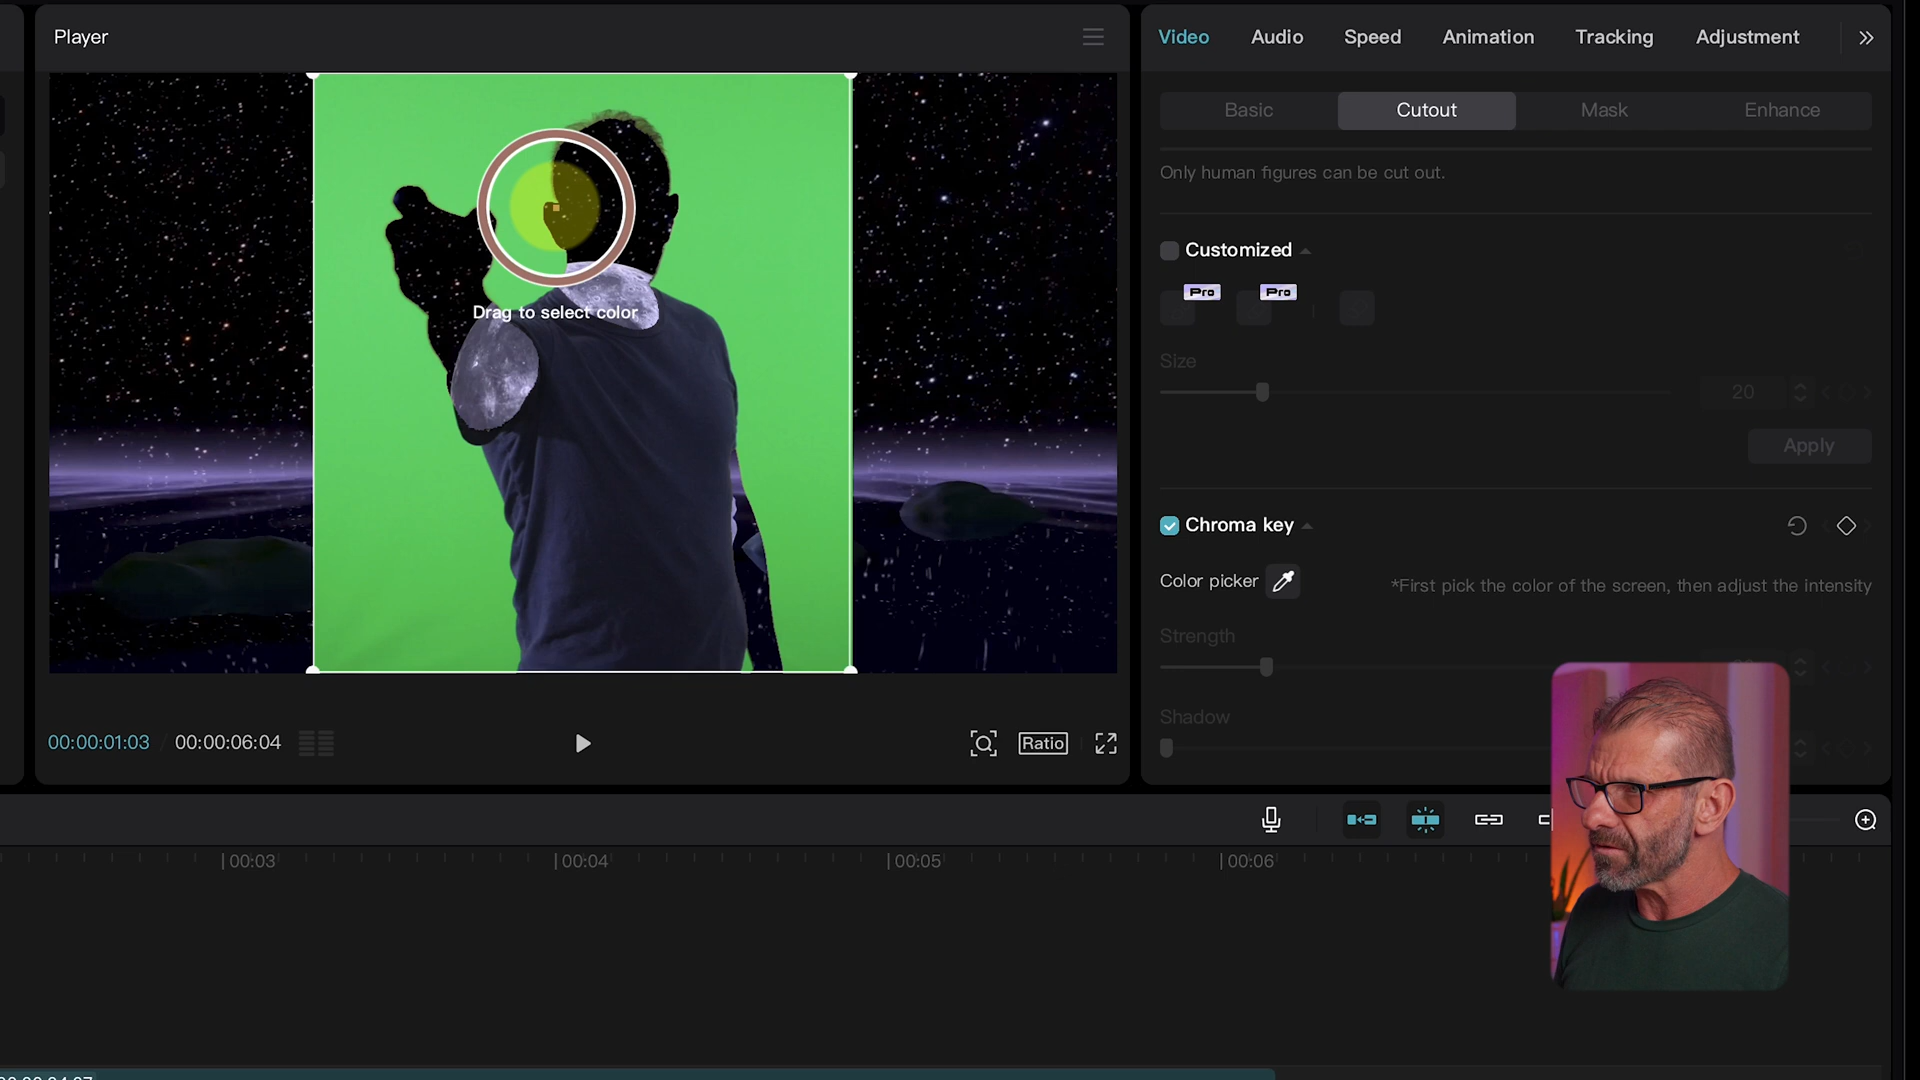 Player
Video Audio Speed Animation Tracking Adjustment
Basic Cutout Mask Enhance
Only human figures can be cut out.
Customized
Pro Pro
Drag to select color
Size
20
Apply
Chroma key
Color picker
*First pick the color of the screen, then adjust the intensity
Strength
Shadow
00:00:01:03 / 00:00:06:04
Ratio
00:03 00:04 00:05 00:06